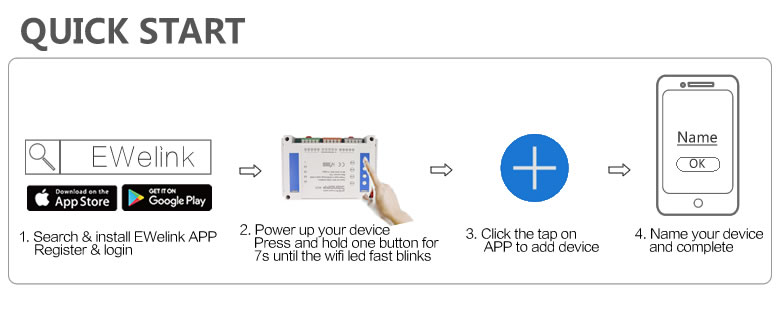 QUICK START
EWelink
Download on the
App Store
GET IT ON
Google Play
1. Search & install EWelink APP
Register & login
2. Power up your device
Press and hold one button for
7s until the wifi led fast blinks
3. Click the tap on
APP to add device
Name
OK
4. Name your device
and complete